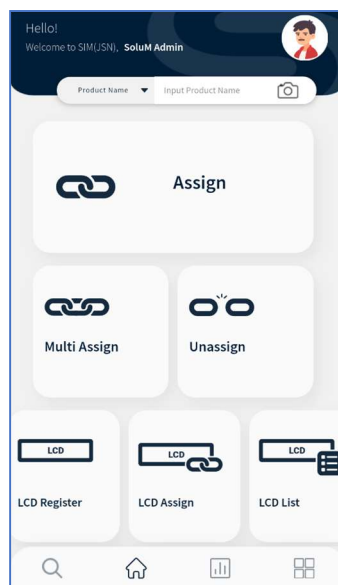 Hello!
Welcome to SIM(JSN), SoluM Admin
Product Name Input Product Name
Assign
Multi Assign Unassign
LCD LCD LCD
LCD Register LCD Assign LCD List